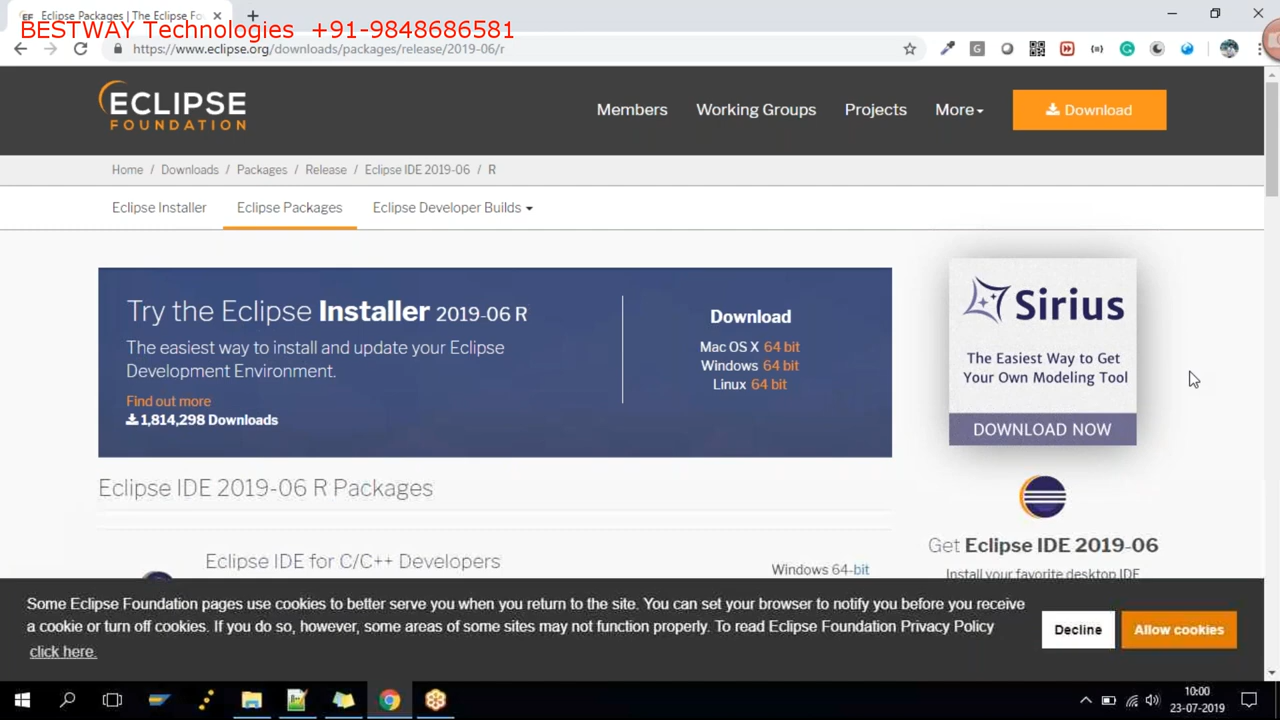 Eclipse Packages | The Eclipse Fou
BESTWAY Technologies +91-9848686581
https://www.eclipse.org/downloads/packages/release/2019-06/r
ECLIPSE
FOUNDATION
Members
Working Groups
Projects
More
Download
Home / Downloads / Packages / Release / Eclipse IDE 2019-06 / R
Eclipse Installer
Eclipse Packages
Eclipse Developer Builds
Try the Eclipse Installer 2019-06 R
The easiest way to install and update your Eclipse
Development Environment.
Find out more
1,814,298 Downloads
Download
Mac OS X 64 bit
Windows 64 bit
Linux 64 bit
Sirius
The Easiest Way to Get
Your Own Modeling Tool
DOWNLOAD NOW
Eclipse IDE 2019-06 R Packages
Get Eclipse IDE 2019-06
Install your favorite desktop IDE
Eclipse IDE for C/C++ Developers
Windows 64-bit
Some Eclipse Foundation pages use cookies to better serve you when you return to the site. You can set your browser to notify you before you receive
a cookie or turn off cookies. If you do so, however, some areas of some sites may not function properly. To read Eclipse Foundation Privacy Policy
click here.
Decline
Allow cookies
10:00
23-07-2019